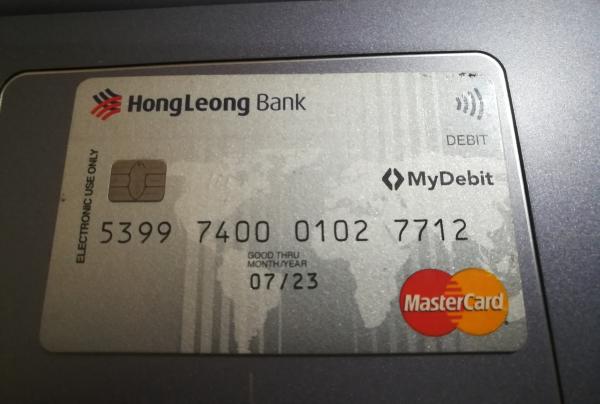 HongLeong Bank
DEBIT
MyDebit
ELECTRONIC USE ONLY
5399 7400 0102 7712
GOOD THRU
MONTH/YEAR
07/23
MasterCard